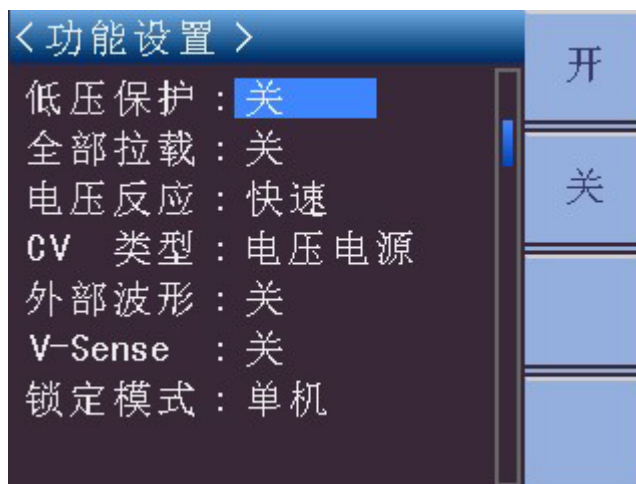 <功能设置 >
低压保护:关
全部拉载:关
电压反应:快速
CV 类型:电压电源
外部波形:关
V-Sense :关
锁定模式:单机
开
关